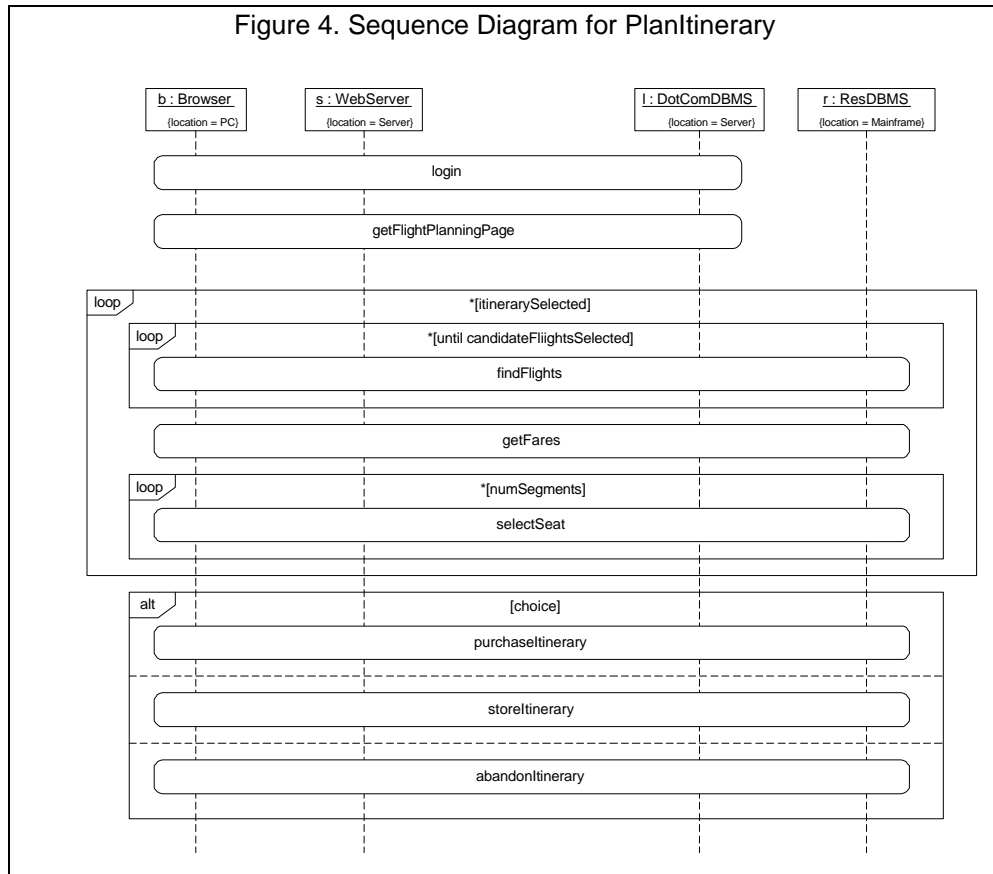 Figure 4. Sequence Diagram for PlanItinerary
b : Browser
{location = PC}
s : WebServer
{location = Server}
l : DotComDBMS
{location = Server}
r : ResDBMS
{location = Mainframe}
login
getFlightPlanningPage
loop
*[itinerarySelected]
loop
*[until candidateFliightsSelected]
findFlights
getFares
loop
*[numSegments]
selectSeat
alt
[choice]
purchaseItinerary
storeItinerary
abandonItinerary